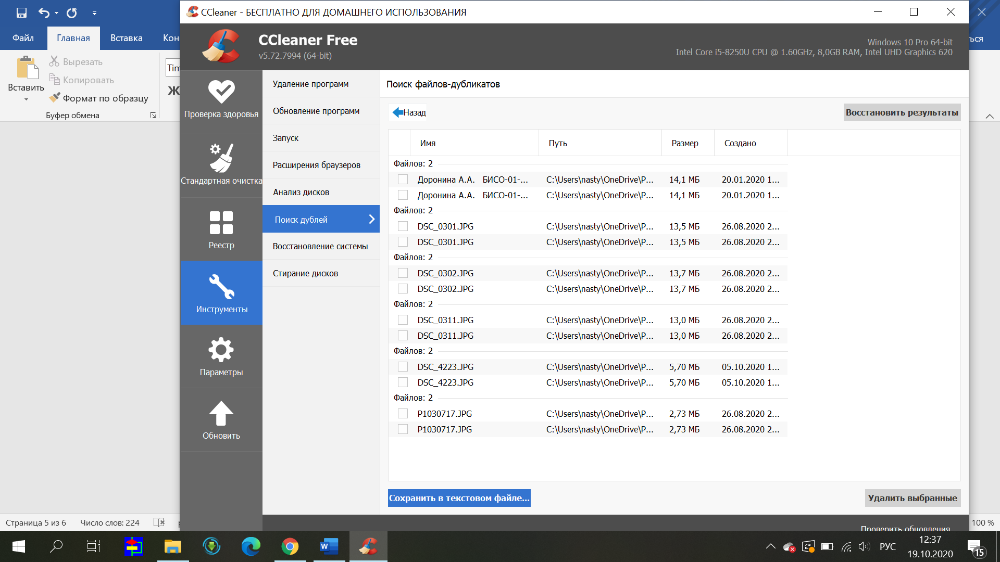 CCleaner - БЕСПЛАТНО ДЛЯ ДОМАШНЕГО ИСПОЛЬЗОВАНИЯ
Файл
Главная
Вставка
Вставить
Вырезать
Копировать
Формат по образцу
Буфер обмена
Ж
CCleaner Free
v5.72.7994 (64-bit)
Windows 10 Pro 64-bit
Intel Core i5-8250U CPU @ 1.60GHz, 8,0GB RAM, Intel UHD Graphics 620
Проверка здоровья
Стандартная очистка
Реестр
Инструменты
Параметры
Обновить
Удаление программ
Обновление программ
Запуск
Расширения браузеров
Анализ дисков
Поиск дублей
Восстановление системы
Стирание дисков
Поиск файлов-дубликатов
Назад
Восстановить результаты
Имя Путь Размер Создано
Файлов: 2
Доронина А.А. БИСО-01-... C:\Users\nasty\OneDrive\P... 14,1 МБ 20.01.2020 1...
Доронина А.А. БИСО-01-... C:\Users\nasty\OneDrive\P... 14,1 МБ 20.01.2020 1...
Файлов: 2
DSC_0301.JPG C:\Users\nasty\OneDrive\P... 13,5 МБ 26.08.2020 2...
DSC_0301.JPG C:\Users\nasty\OneDrive\P... 13,5 МБ 26.08.2020 2...
Файлов: 2
DSC_0302.JPG C:\Users\nasty\OneDrive\P... 13,7 МБ 26.08.2020 2...
DSC_0302.JPG C:\Users\nasty\OneDrive\P... 13,7 МБ 26.08.2020 2...
Файлов: 2
DSC_0311.JPG C:\Users\nasty\OneDrive\P... 13,0 МБ 26.08.2020 2...
DSC_0311.JPG C:\Users\nasty\OneDrive\P... 13,0 МБ 26.08.2020 2...
Файлов: 2
DSC_4223.JPG C:\Users\nasty\OneDrive\P... 5,70 МБ 05.10.2020 1...
DSC_4223.JPG C:\Users\nasty\OneDrive\P... 5,70 МБ 05.10.2020 1...
Файлов: 2
P1030717.JPG C:\Users\nasty\OneDrive\P... 2,73 МБ 26.08.2020 2...
P1030717.JPG C:\Users\nasty\OneDrive\P... 2,73 МБ 26.08.2020 2...
Сохранить в текстовом файле...
Удалить выбранные
Проверить обновления
Страница 5 из 6
Число слов: 224
100 %
РУС
12:37
19.10.2020
15